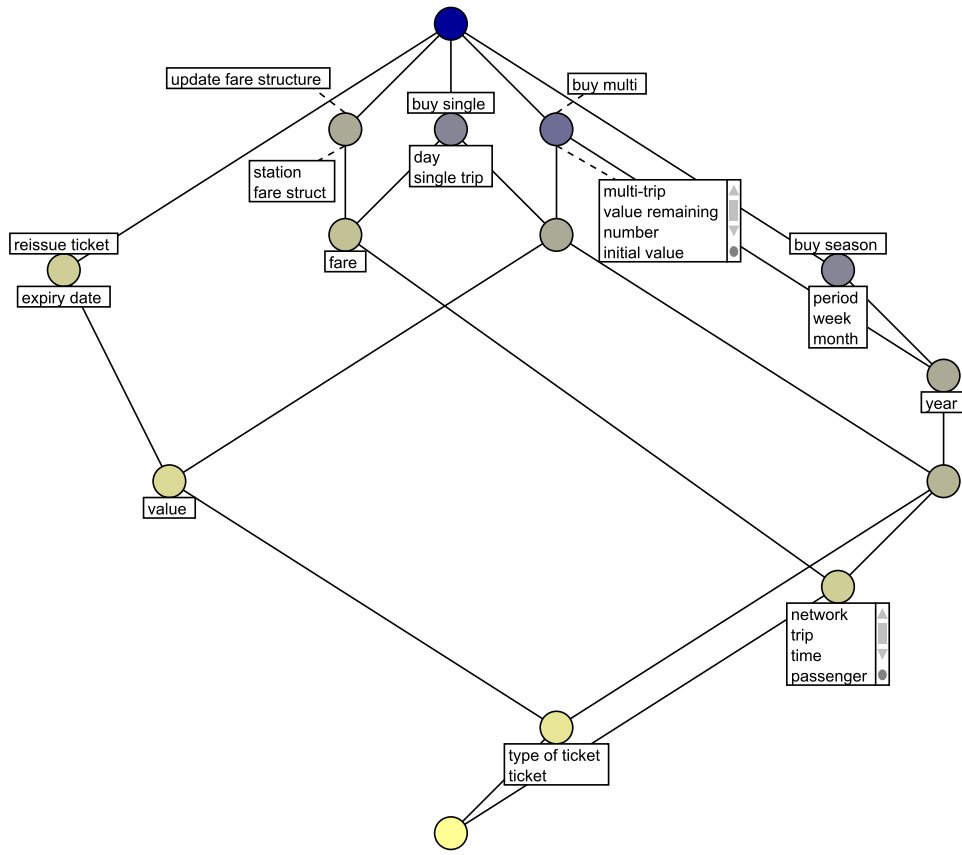 update fare structure
buy multi
buy single
day
single trip
station
fare struct
multi-trip
value remaining
number
initial value
reissue ticket
expiry date
fare
buy season
period
week
month
year
value
network
trip
time
passenger
type of ticket
ticket